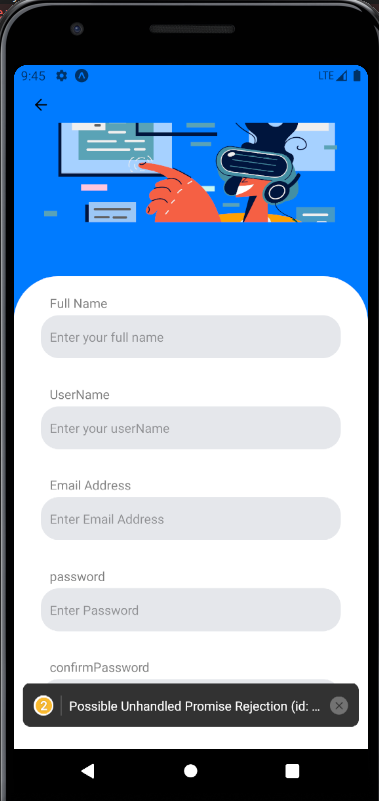 9:45 LTE
Full Name
Enter your full name
UserName
Enter your userName
Email Address
Enter Email Address
password
Enter Password
confirmPassword
2 Possible Unhandled Promise Rejection (id: ...